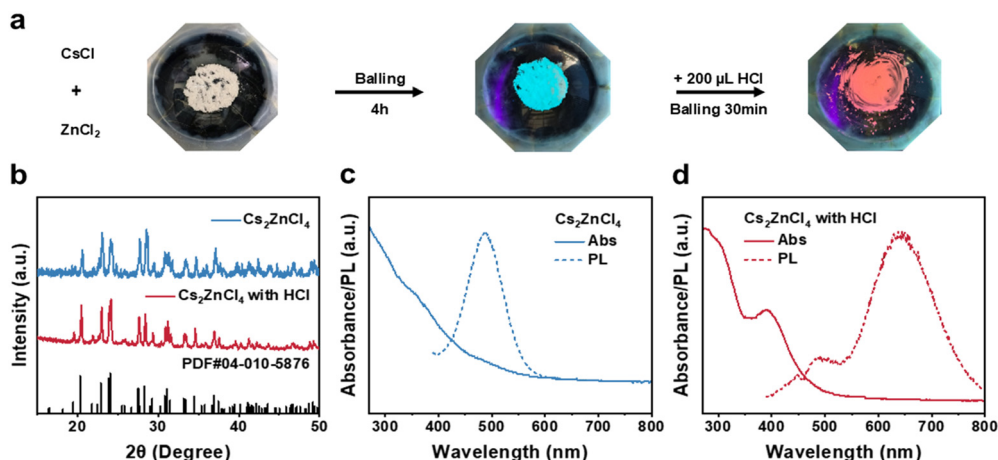 a
CsCl
+
ZnCl₂
Balling
4h
+ 200 µL HCl
Balling 30min
b
Intensity (a.u.)
Cs₂ZnCl₄
Cs₂ZnCl₄ with HCl
PDF#04-010-5876
20 30 40 50
2θ (Degree)
c
Absorbance/PL (a.u.)
Cs₂ZnCl₄
Abs
PL
300 400 500 600 700 800
Wavelength (nm)
d
Absorbance/PL (a.u.)
Cs₂ZnCl₄ with HCl
Abs
PL
300 400 500 600 700 800
Wavelength (nm)